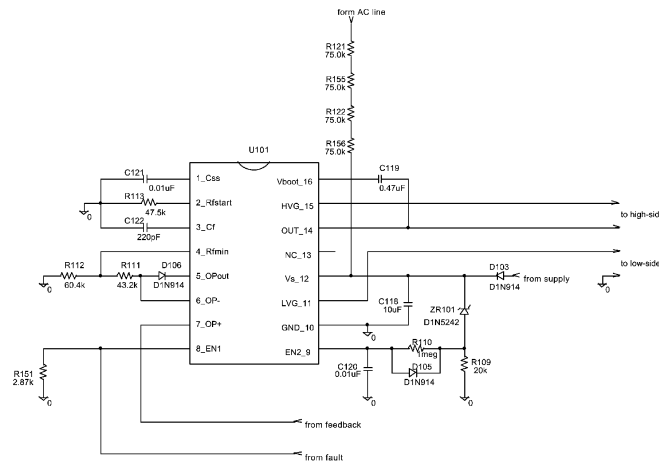 form AC line
R121
75.0k
R155
75.0k
R122
75.0k
R156
75.0k
U101
C121
0.01uF
R113
47.5k
C122
220pF
0
R112
60.4k
0
R111
43.2k
D106
D1N914
R151
2.87k
0
1_Css
2_Rfstart
3_Cf
4_Rfmin
5_OPout
6_OP-
7_OP+
8_EN1
Vboot_16
HVG_15
OUT_14
NC_13
Vs_12
LVG_11
GND_10
EN2_9
C119
0.47uF
to high-sid
to low-side
0
D103
D1N914
from supply
C118
10uF
0
ZR101
D1N5242
R110
1meg
D105
D1N914
C120
0.01uF
0
R109
20k
0
from feedback
from fault